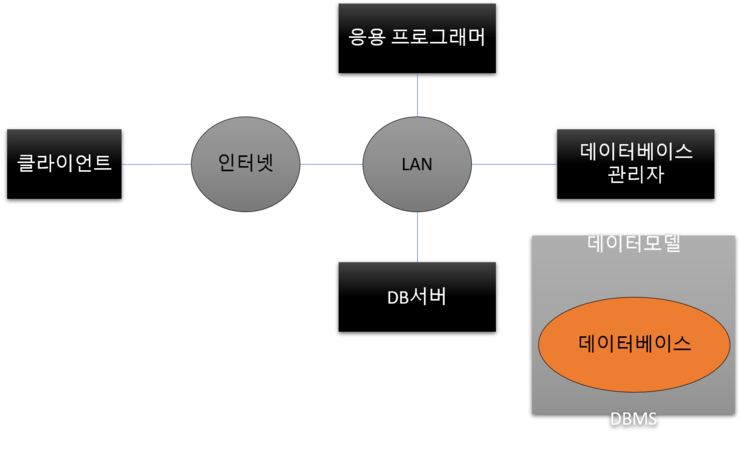 응용 프로그래머
클라이언트
인터넷
LAN
데이터베이스
관리자
데이터모델
DB서버
데이터베이스
DBMS